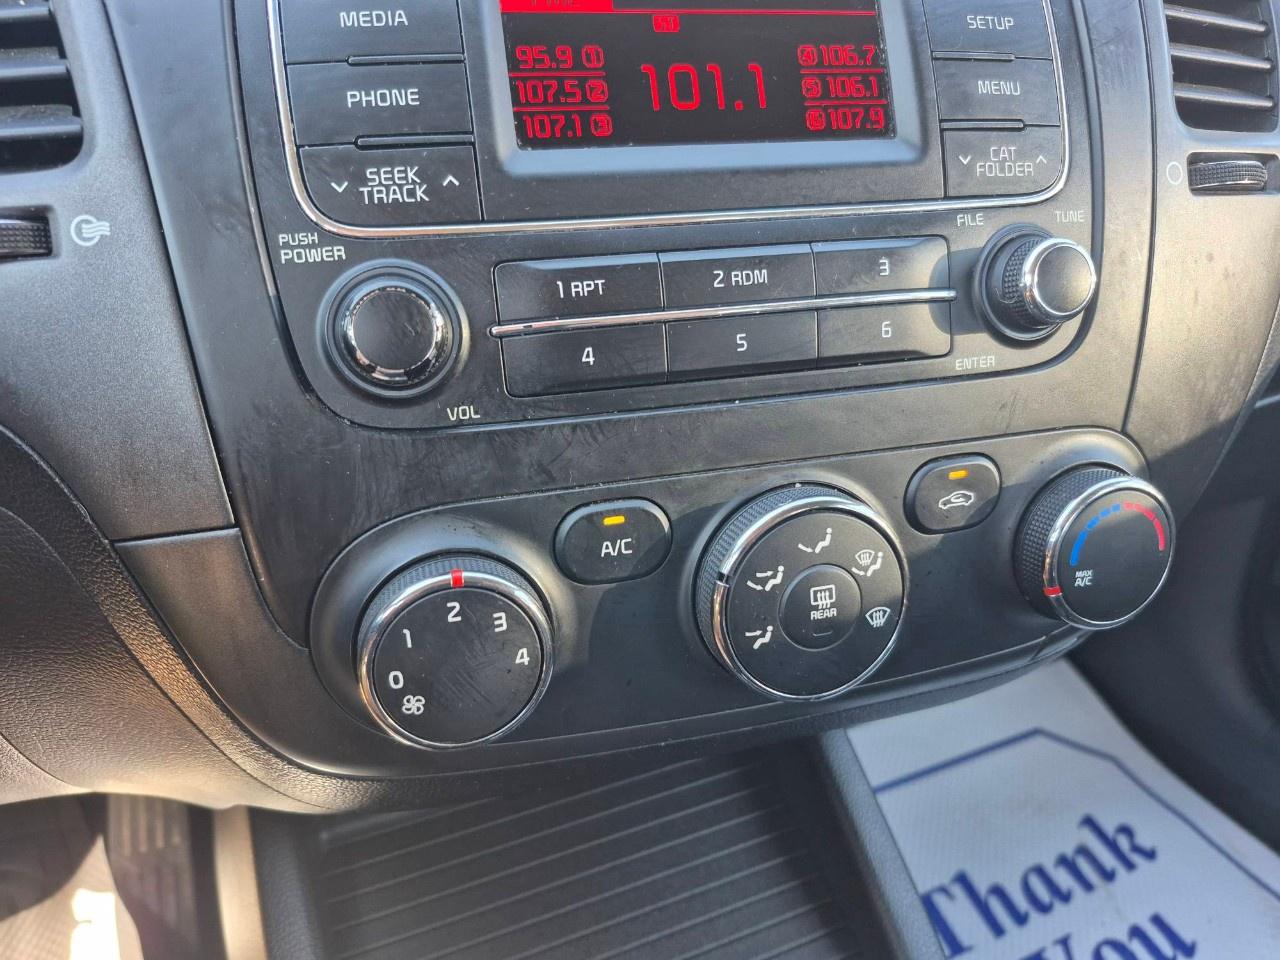 MEDIA
PHONE
SEEK
TRACK
ST
95.9 1
107.5 2
107.1 3
101.1
4 106.7
5 106.1
6 107.9
SETUP
MENU
CAT
FOLDER
PUSH
POWER
VOL
1 RPT
2 RDM
3
4
5
6
FILE
TUNE
ENTER
A/C
0
1
2
3
4
REAR
MAX
A/C
Thank
You